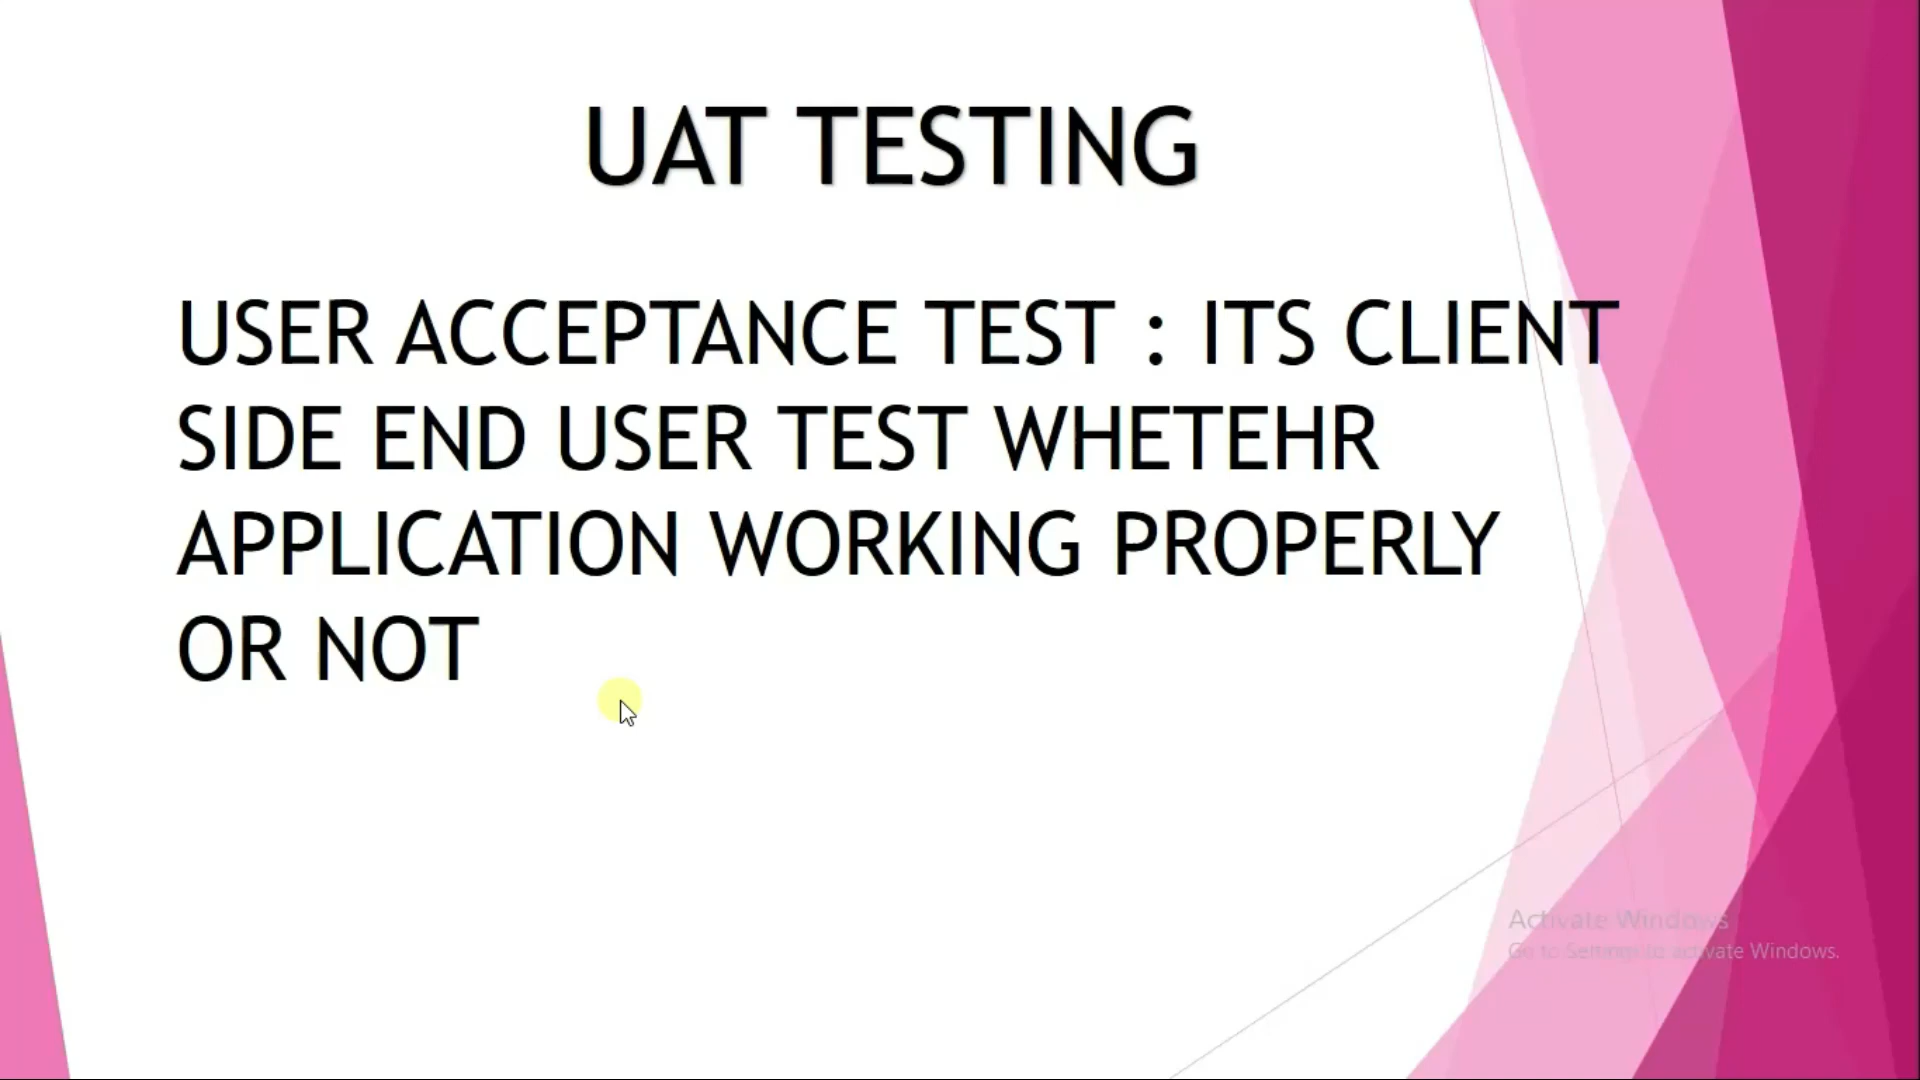 UAT TESTING
USER ACCEPTANCE TEST : ITS CLIENT
SIDE END USER TEST WHETEHR
APPLICATION WORKING PROPERLY
OR NOT
Activate Windows
Go to Settings to activate Windows.